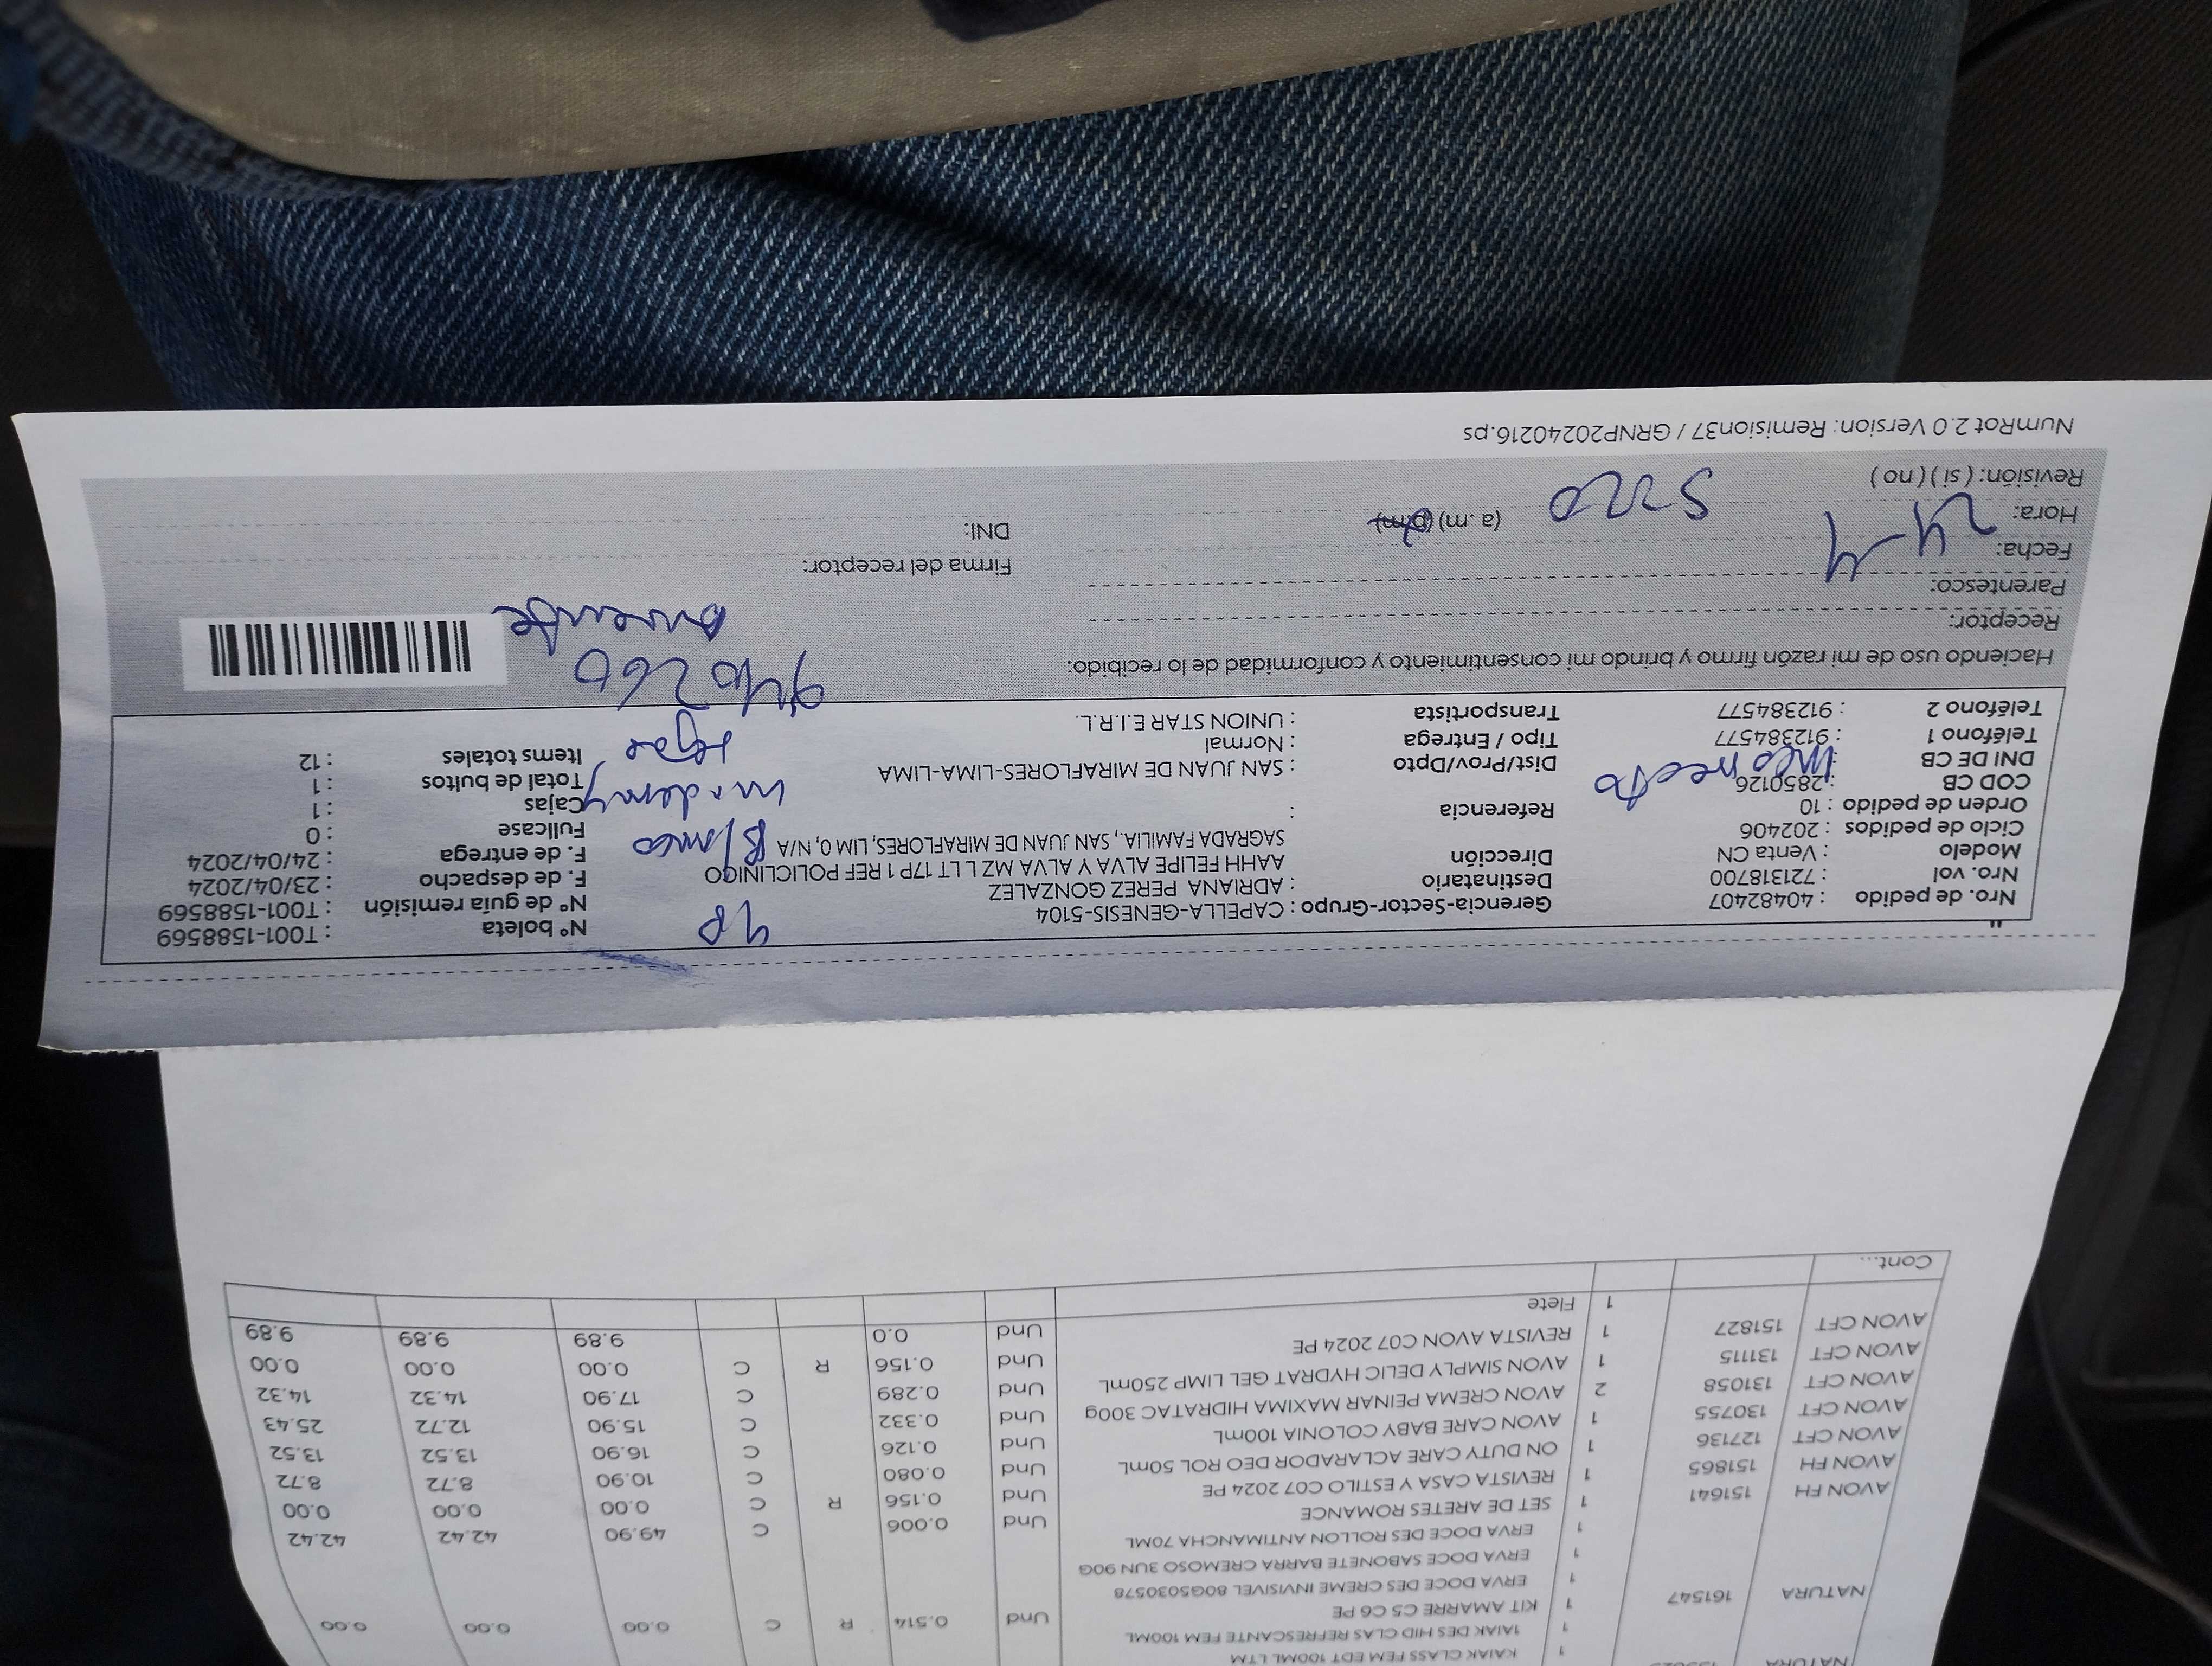 NATURA
KAIAK CLASS FEM EDT 100ML LTM 1
KAIAK DES HID CLAS REFRESCANTE FEM 100ML 1
NATURA 161547 1 KIT AMARRE C5 C6 PE Und 0.514 R C 0.00 0.00 0.00
1 ERVA DOCE DES CREME INVISIVEL 80G5030578
1 ERVA DOCE SABONETE BARRA CREMOSO 3UN 90G
1 ERVA DOCE DES ROLLON ANTIMANCHA 70ML
AVON FH 151641 1 SET DE ARETES ROMANCE Und 0.006 C 49.90 42.42 42.42
AVON FH 151865 1 REVISTA CASA Y ESTILO C07 2024 PE Und 0.156 R C 0.00 0.00 0.00
AVON CFT 127136 1 ON DUTY CARE ACLARADOR DEO ROL 50mL Und 0.080 C 10.90 8.72 8.72
AVON CFT 130755 1 AVON CARE BABY COLONIA 100mL Und 0.126 C 16.90 13.52 13.52
AVON CFT 131058 2 AVON CREMA PEINAR MAXIMA HIDRATAC 300g Und 0.332 C 15.90 12.72 25.43
AVON CFT 131115 1 AVON SIMPLY DELIC HYDRAT GEL LIMP 250mL Und 0.289 C 17.90 14.32 14.32
AVON CFT 151827 1 REVISTA AVON C07 2024 PE Und 0.156 R C 0.00 0.00 0.00
1 Flete Und 0.0 9.89 9.89 9.89
Cont...
Nro. de pedido : 40482407 Gerencia-Sector-Grupo : CAPELLA-GENESIS-5104 Nº boleta : T001-1588569
Nro. vol. : 721318700 Destinatario : ADRIANA PEREZ GONZALEZ Nº de guía remisión : T001-1588569
Modelo : Venta CN Dirección AAHH FELIPE ALVA Y ALVA MZ L LT 17P 1 REF POLICLINICO F. de despacho : 23/04/2024
Ciclo de pedidos : 202406 SAGRADA FAMILIA., SAN JUAN DE MIRAFLORES, LIM 0, N/A Blanco F. de entrega : 24/04/2024
Orden de pedido : 10 Referencia : Fullcase : 0
COD CB : 2850126 Cajas : 1
DNI DE CB : Incorrecto Dist/Prov/Dpto : SAN JUAN DE MIRAFLORES-LIMA-LIMA Total de bultos : 1
Teléfono 1 : 912384577 Tipo / Entrega : Normal Items totales : 12
Teléfono 2 : 912384577 Transportista : UNION STAR E.I.R.L.
Haciendo uso de mi razón firmo y brindo mi consentimiento y conformidad de lo recibido:
Receptor:
Parentesco:
Fecha: 24-4 Firma del receptor:
Hora: (a.m) (p.m) DNI:
Revisión: (si) (no)
NumRot 2.0 Version: Remision37 / GRNP20240216.ps